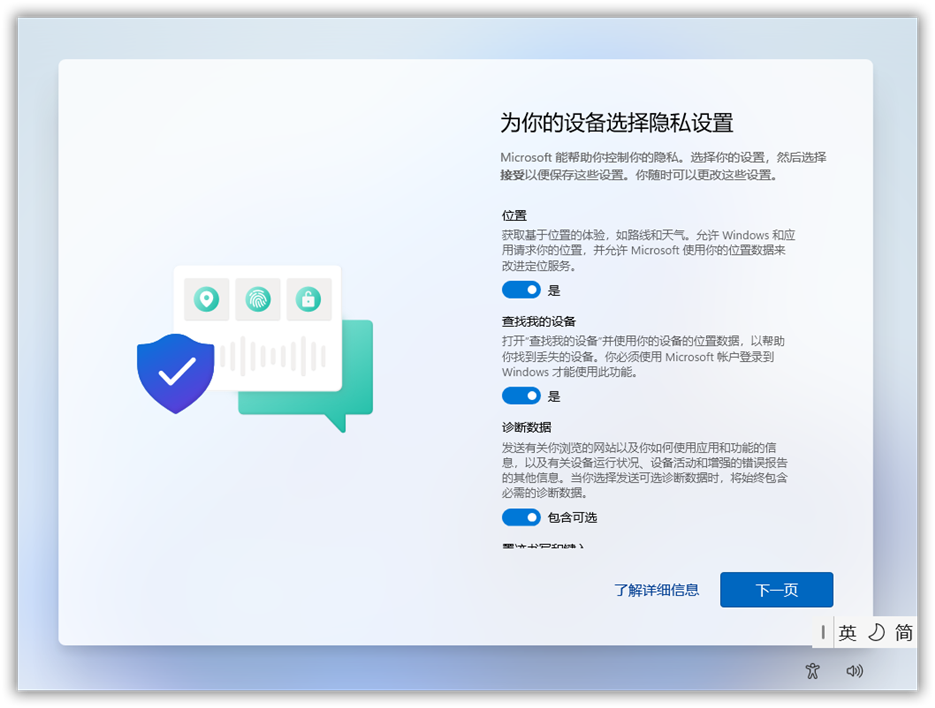 为你的设备选择隐私设置
Microsoft 能帮助你控制你的隐私。选择你的设置，然后选择
接受以便保存这些设置。你随时可以更改这些设置。
位置
获取基于位置的体验，如路线和天气。允许 Windows 和应
用请求你的位置，并允许 Microsoft 使用你的位置数据来
改进定位服务。
是
查找我的设备
打开“查找我的设备”并使用你的设备的位置数据，以帮助
你找到丢失的设备。你必须使用 Microsoft 帐户登录到
Windows 才能使用此功能。
是
诊断数据
发送有关你浏览的网站以及你如何使用应用和功能的信
息，以及有关设备运行状况、设备活动和增强的错误报告
的其他信息。当你选择发送可选诊断数据时，将始终包含
必需的诊断数据。
包含可选
了解详细信息
下一页
英 简